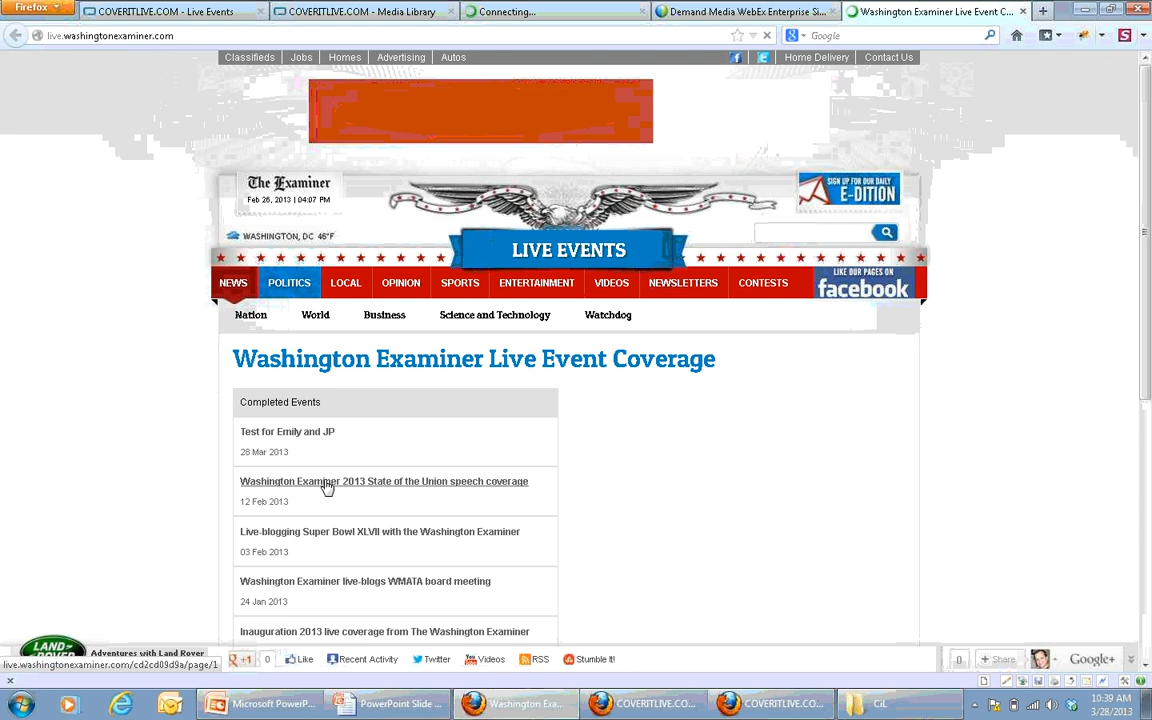 Firefox
COVERITLIVE.COM - Live Events
COVERITLIVE.COM - Media Library
Connecting...
Demand Media WebEx Enterprise Si...
Washington Examiner Live Event C...
live.washingtonexaminer.com
Google
Classifieds Jobs Homes Advertising Autos
Home Delivery Contact Us
The Examiner
Feb 26, 2013 | 04:07 PM
SIGN UP FOR OUR DAILY
E-DITION
WASHINGTON, DC 46°F
LIVE EVENTS
NEWS POLITICS LOCAL OPINION SPORTS ENTERTAINMENT VIDEOS NEWSLETTERS CONTESTS
LIKE OUR PAGES ON
facebook
Nation World Business Science and Technology Watchdog
Washington Examiner Live Event Coverage
Completed Events
Test for Emily and JP
28 Mar 2013
Washington Examiner 2013 State of the Union speech coverage
12 Feb 2013
Live-blogging Super Bowl XLVII with the Washington Examiner
03 Feb 2013
Washington Examiner live-blogs WMATA board meeting
24 Jan 2013
Inauguration 2013 live coverage from The Washington Examiner
LAND ROVER
Adventures with Land Rover
live.washingtonexaminer.com/cd2cd09d9a/page/1
+1 0 Like Recent Activity Twitter Videos RSS Stumble It!
0 + Share Google+
Microsoft PowerP...
PowerPoint Slide ...
Washington Exa...
COVERITLIVE.CO...
COVERITLIVE.CO...
CiL
10:39 AM
3/28/2013